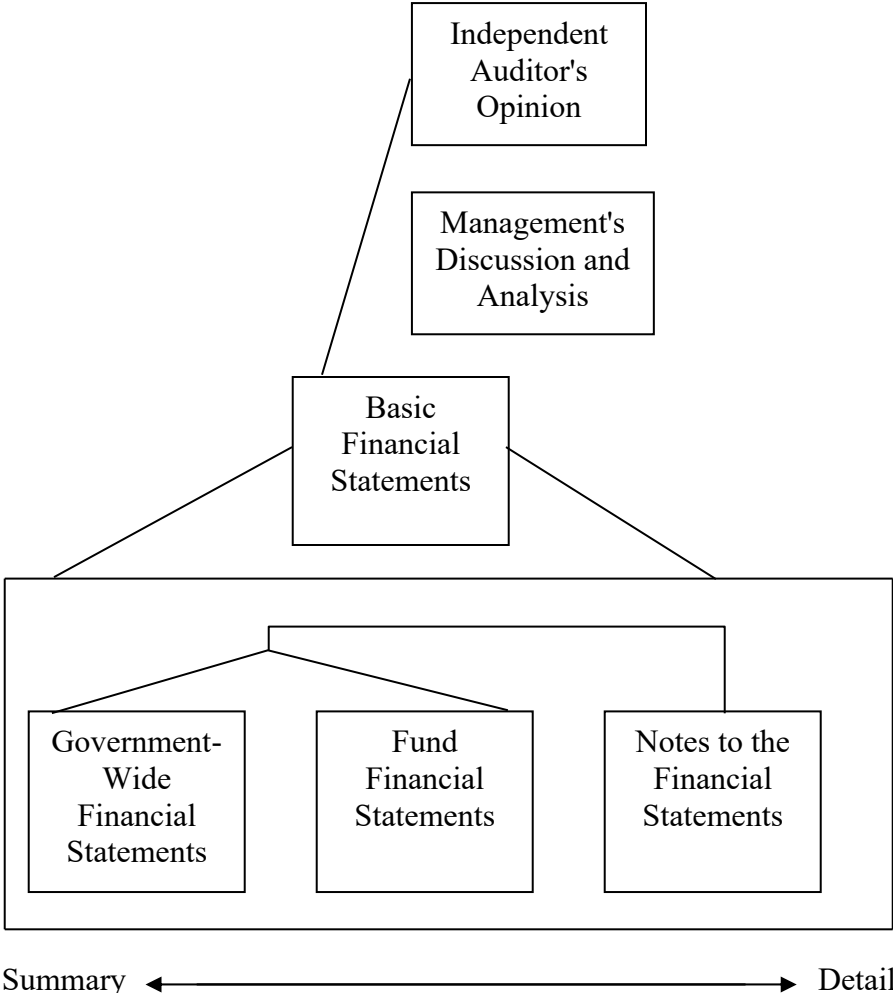 Independent
Auditor's
Opinion
Management's
Discussion and
Analysis
Basic
Financial
Statements
Government-
Wide
Financial
Statements
Fund
Financial
Statements
Notes to the
Financial
Statements
Summary
Detail